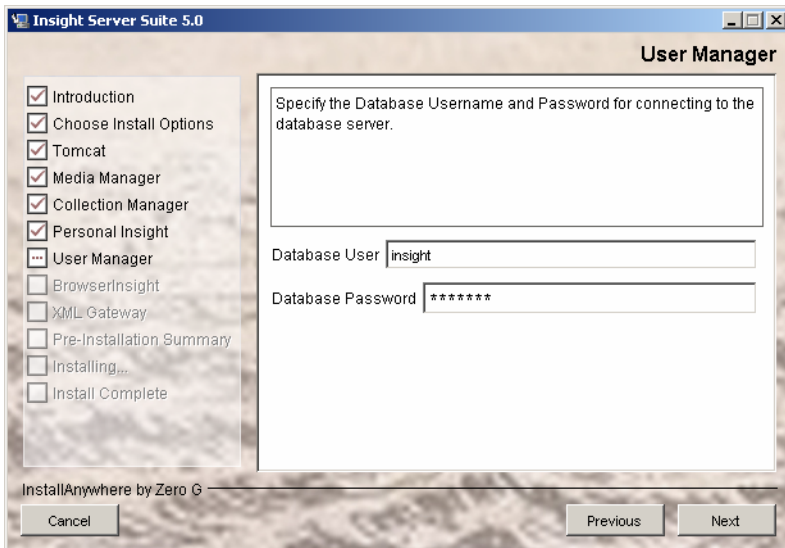 Insight Server Suite 5.0
User Manager
Introduction
Choose Install Options
Tomcat
Media Manager
Collection Manager
Personal Insight
User Manager
BrowserInsight
XML Gateway
Pre-Installation Summary
Installing...
Install Complete
Specify the Database Username and Password for connecting to the
database server.
Database User insight
Database Password *******
InstallAnywhere by Zero G
Cancel
Previous
Next